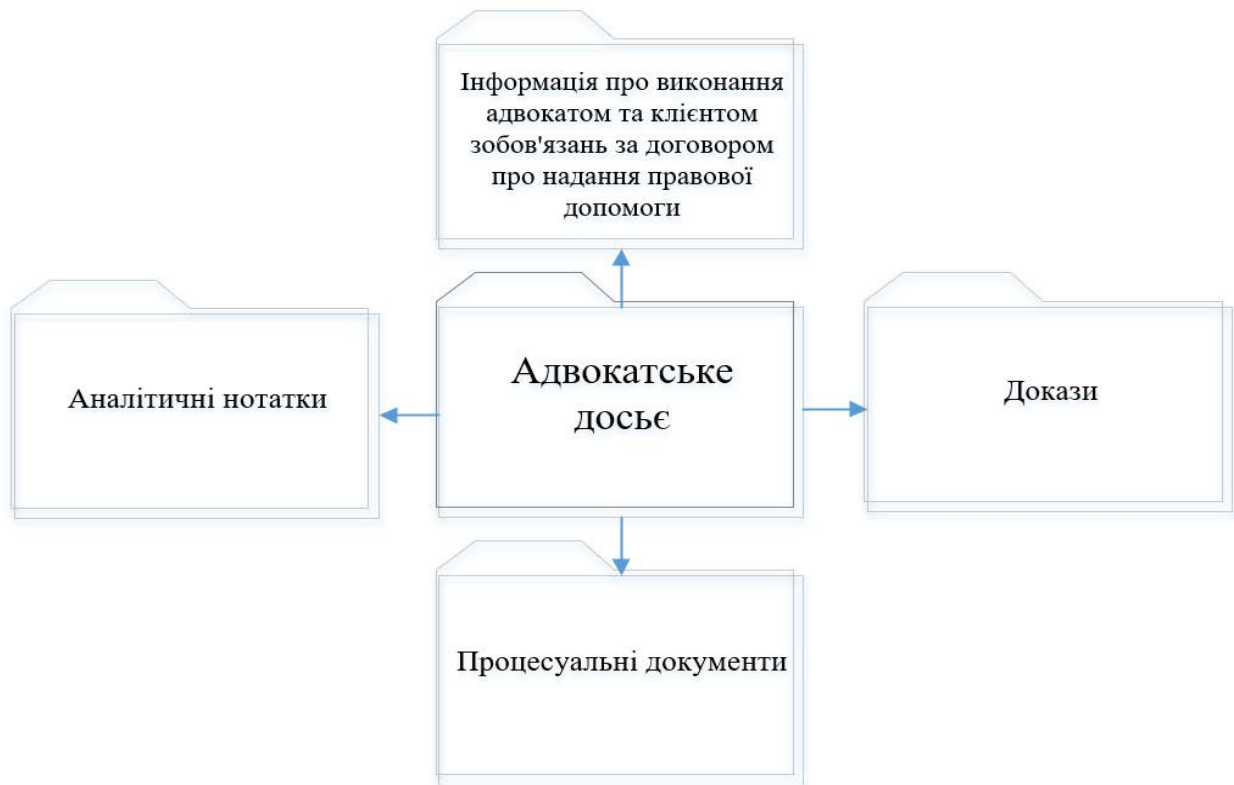 Інформація про виконання
адвокатом та клієнтом
зобов'язань за договором
про надання правової
допомоги
Аналітичні нотатки
Адвокатське
досьє
Докази
Процесуальні документи